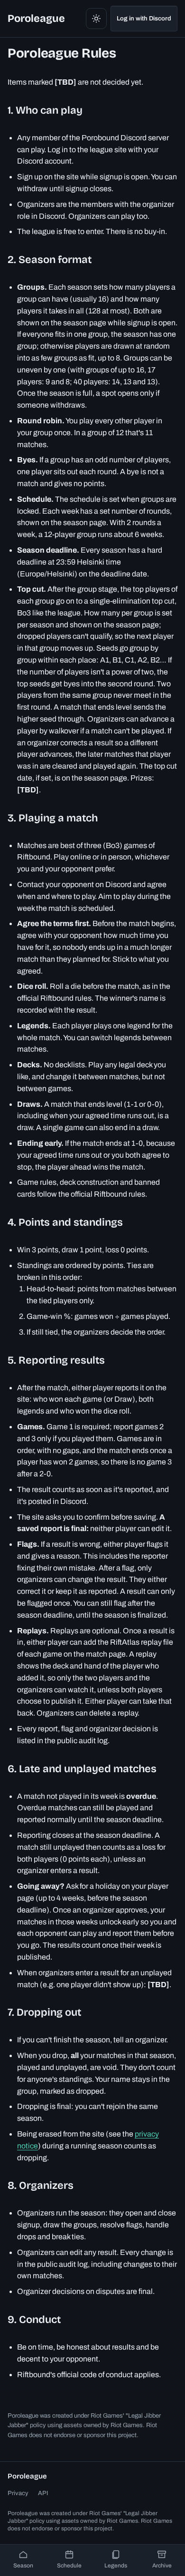 Poroleague
Log in with Discord
Poroleague Rules
Items marked [TBD] are not decided yet.
1. Who can play
Any member of the Porobound Discord server
can play. Log in to the league site with your
Discord account.
Sign up on the site while signup is open. You can
withdraw until signup closes.
Organizers are the members with the organizer
role in Discord. Organizers can play too.
The league is free to enter. There is no buy-in.
2. Season format
Groups. Each season sets how many players a
group can have (usually 16) and how many
players it takes in all (128 at most). Both are
shown on the season page while signup is open.
If everyone fits in one group, the season has one
group; otherwise players are drawn at random
into as few groups as fit, up to 8. Groups can be
uneven by one (with groups of up to 16, 17
players: 9 and 8; 40 players: 14, 13 and 13).
Once the season is full, a spot opens only if
someone withdraws.
Round robin. You play every other player in
your group once. In a group of 12 that's 11
matches.
Byes. If a group has an odd number of players,
one player sits out each round. A bye is not a
match and gives no points.
Schedule. The schedule is set when groups are
locked. Each week has a set number of rounds,
shown on the season page. With 2 rounds a
week, a 12-player group runs about 6 weeks.
Season deadline. Every season has a hard
deadline at 23:59 Helsinki time
(Europe/Helsinki) on the deadline date.
Top cut. After the group stage, the top players of
each group go on to a single-elimination top cut,
Bo3 like the league. How many per group is set
per season and shown on the season page;
dropped players can't qualify, so the next player
in that group moves up. Seeds go group by
group within each place: A1, B1, C1, A2, B2... If
the number of players isn't a power of two, the
top seeds get byes into the second round. Two
players from the same group never meet in the
first round. A match that ends level sends the
higher seed through. Organizers can advance a
player by walkover if a match can't be played. If
an organizer corrects a result so a different
player advances, the later matches that player
was in are cleared and played again. The top cut
date, if set, is on the season page. Prizes:
[TBD].
3. Playing a match
Matches are best of three (Bo3) games of
Riftbound. Play online or in person, whichever
you and your opponent prefer.
Contact your opponent on Discord and agree
when and where to play. Aim to play during the
week the match is scheduled.
Agree the terms first. Before the match begins,
agree with your opponent how much time you
have for it, so nobody ends up in a much longer
match than they planned for. Stick to what you
agreed.
Dice roll. Roll a die before the match, as in the
official Riftbound rules. The winner's name is
recorded with the result.
Legends. Each player plays one legend for the
whole match. You can switch legends between
matches.
Decks. No decklists. Play any legal deck you
like, and change it between matches, but not
between games.
Draws. A match that ends level (1-1 or 0-0),
including when your agreed time runs out, is a
draw. A single game can also end in a draw.
Ending early. If the match ends at 1-0, because
your agreed time runs out or you both agree to
stop, the player ahead wins the match.
Game rules, deck construction and banned
cards follow the official Riftbound rules.
4. Points and standings
Win 3 points, draw 1 point, loss 0 points.
Standings are ordered by points. Ties are
broken in this order:
1. Head-to-head: points from matches between
the tied players only.
2. Game-win %: games won ÷ games played.
3. If still tied, the organizers decide the order.
5. Reporting results
After the match, either player reports it on the
site: who won each game (or Draw), both
legends and who won the dice roll.
Games. Game 1 is required; report games 2
and 3 only if you played them. Games are in
order, with no gaps, and the match ends once a
player has won 2 games, so there is no game 3
after a 2-0.
The result counts as soon as it's reported, and
it's posted in Discord.
The site asks you to confirm before saving. A
saved report is final: neither player can edit it.
Flags. If a result is wrong, either player flags it
and gives a reason. This includes the reporter
fixing their own mistake. After a flag, only
organizers can change the result. They either
correct it or keep it as reported. A result can only
be flagged once. You can still flag after the
season deadline, until the season is finalized.
Replays. Replays are optional. Once a result is
in, either player can add the RiftAtlas replay file
of each game on the match page. A replay
shows the deck and hand of the player who
added it, so only the two players and the
organizers can watch it, unless both players
choose to publish it. Either player can take that
back. Organizers can delete a replay.
Every report, flag and organizer decision is
listed in the public audit log.
6. Late and unplayed matches
A match not played in its week is overdue.
Overdue matches can still be played and
reported normally until the season deadline.
Reporting closes at the season deadline. A
match still unplayed then counts as a loss for
both players (0 points each), unless an
organizer enters a result.
Going away? Ask for a holiday on your player
page (up to 4 weeks, before the season
deadline). Once an organizer approves, your
matches in those weeks unlock early so you and
each opponent can play and report them before
you go. The results count once their week is
published.
When organizers enter a result for an unplayed
match (e.g. one player didn't show up): [TBD].
7. Dropping out
If you can't finish the season, tell an organizer.
When you drop, all your matches in that season,
played and unplayed, are void. They don't count
for anyone's standings. Your name stays in the
group, marked as dropped.
Dropping is final: you can't rejoin the same
season.
Being erased from the site (see the privacy
notice) during a running season counts as
dropping.
8. Organizers
Organizers run the season: they open and close
signup, draw the groups, resolve flags, handle
drops and break ties.
Organizers can edit any result. Every change is
in the public audit log, including changes to their
own matches.
Organizer decisions on disputes are final.
9. Conduct
Be on time, be honest about results and be
decent to your opponent.
Riftbound's official code of conduct applies.
Poroleague was created under Riot Games' "Legal Jibber
Jabber" policy using assets owned by Riot Games. Riot
Games does not endorse or sponsor this project.
Poroleague
Privacy API
Poroleague was created under Riot Games' "Legal Jibber
Jabber" policy using assets owned by Riot Games. Riot Games
does not endorse or sponsor this project.
Season Schedule Legends Archive